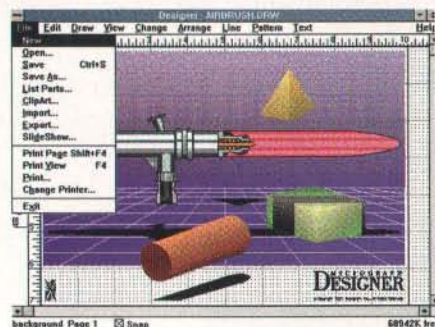 Designer - AIRBRUSH.DRW
File Edit Draw View Change Arrange Line Pattern Text Help
New
Open...
Save Ctrl+S
Save As...
List Parts...
ClipArt...
Import...
Export...
SlideShow...
Print Page Shift+F4
Print View F4
Print...
Change Printer...
Exit
MICROGRAFX
DESIGNER
background Page 1 Snap 68942K free